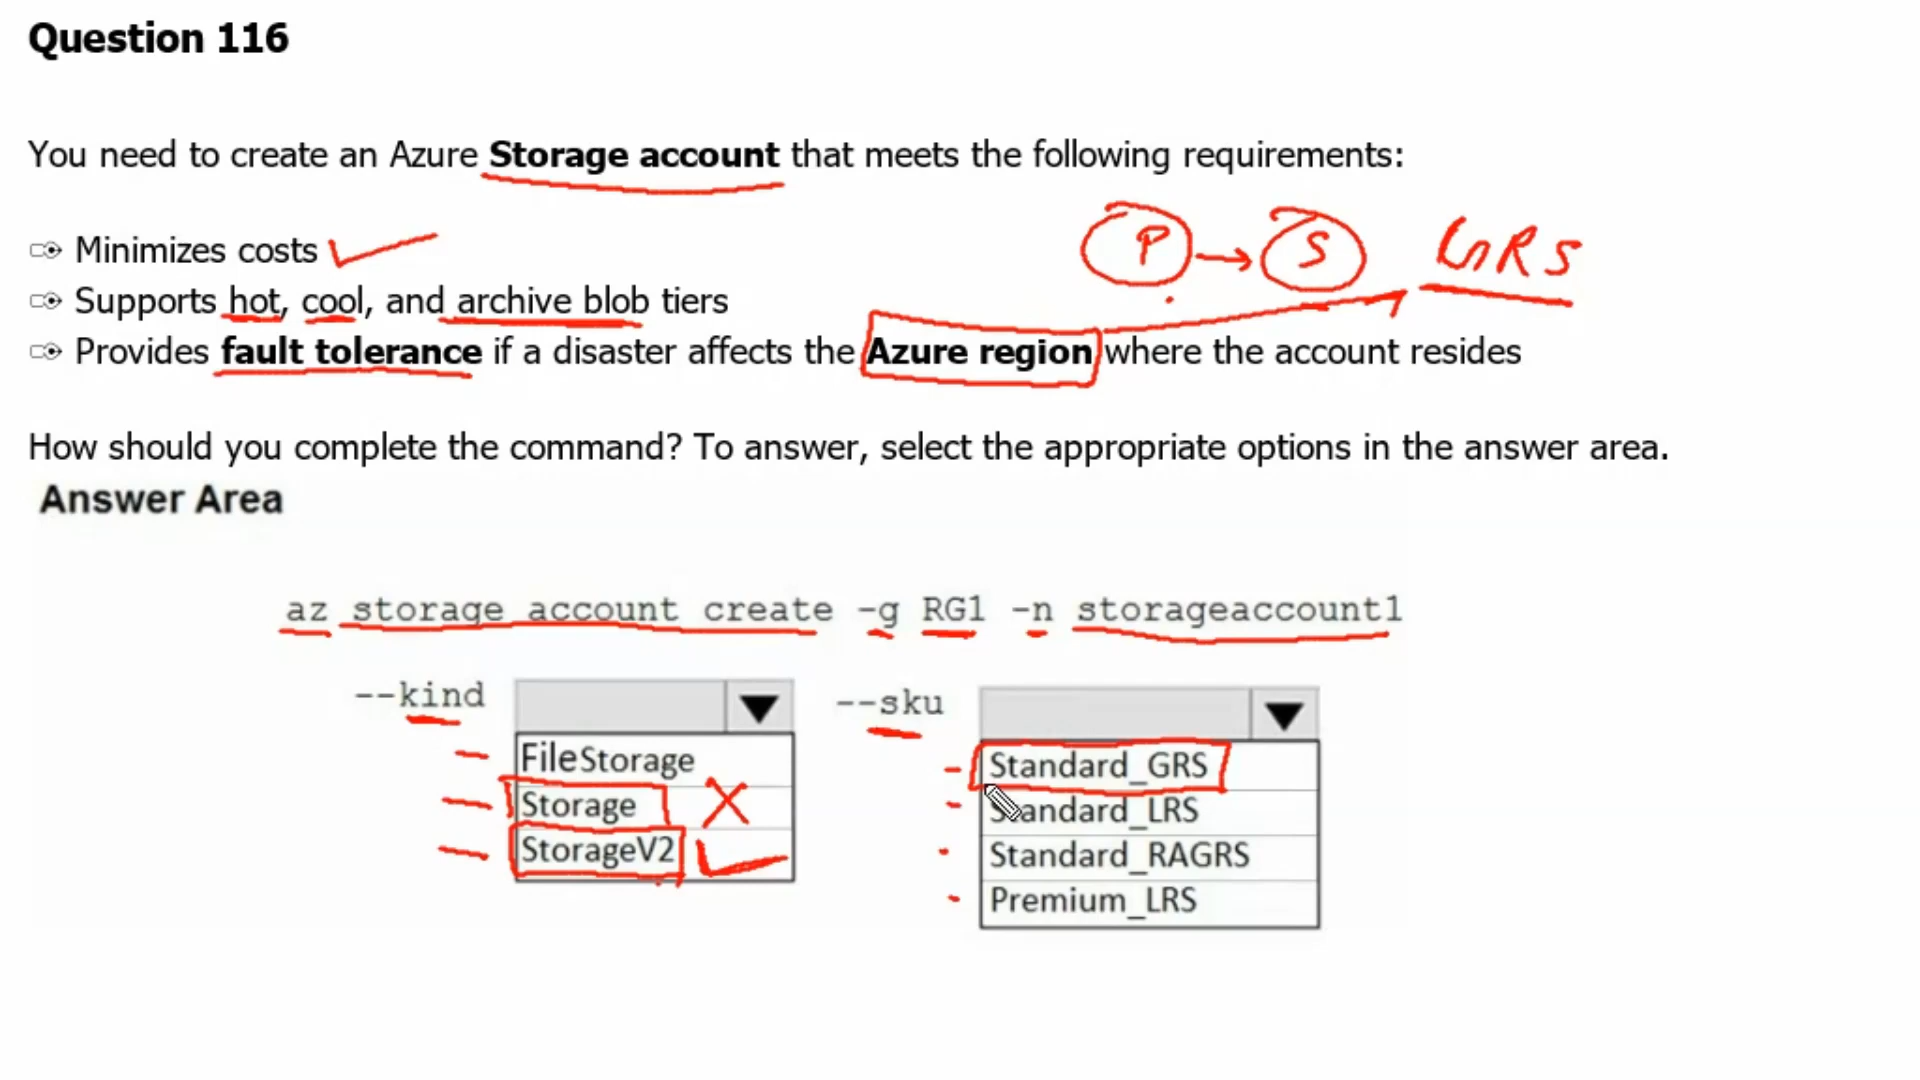 Question 116
You need to create an Azure Storage account that meets the following requirements:
Minimizes costs
Supports hot, cool, and archive blob tiers
Provides fault tolerance if a disaster affects the Azure region where the account resides
P S GRS
How should you complete the command? To answer, select the appropriate options in the answer area.
Answer Area
az storage account create -g RG1 -n storageaccount1
--kind
FileStorage
Storage
StorageV2
--sku
Standard_GRS
Standard_LRS
Standard_RAGRS
Premium_LRS